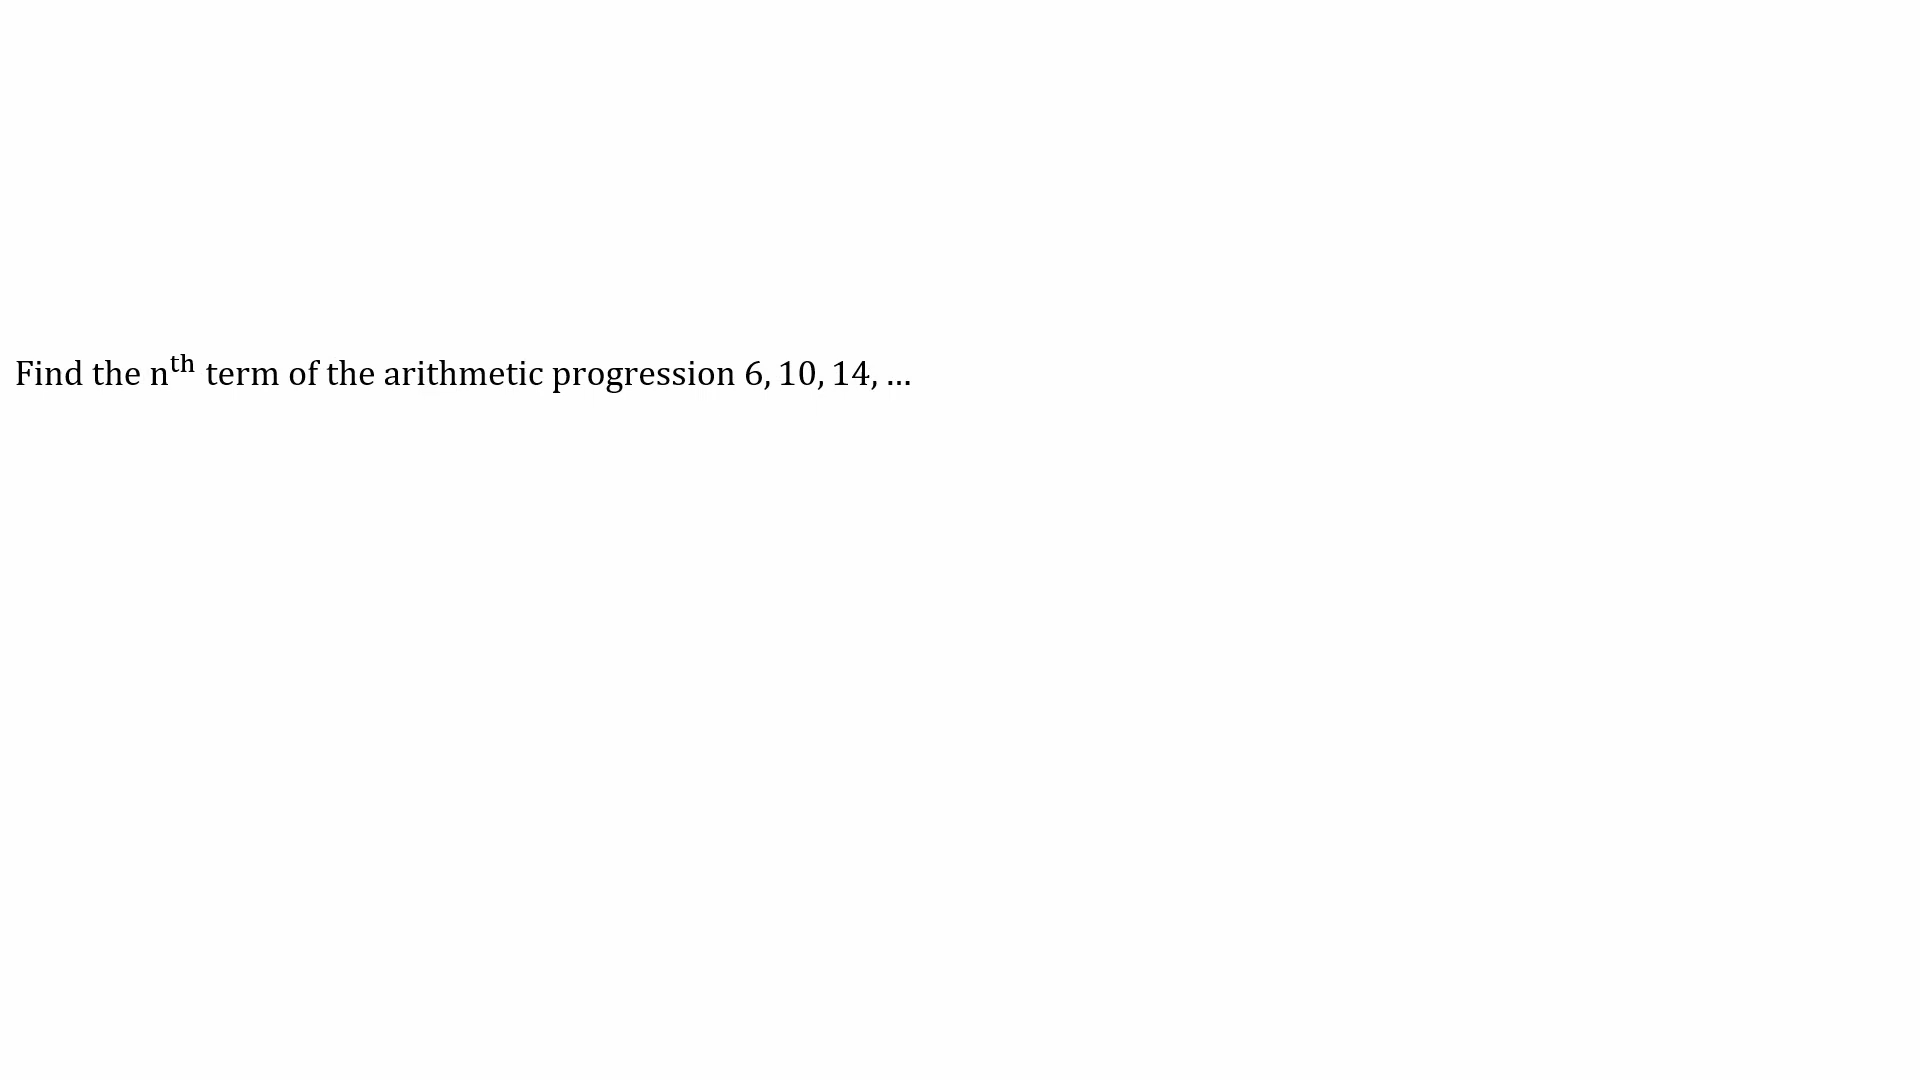 Find the nᵗʰ term of the arithmetic progression 6, 10, 14, …